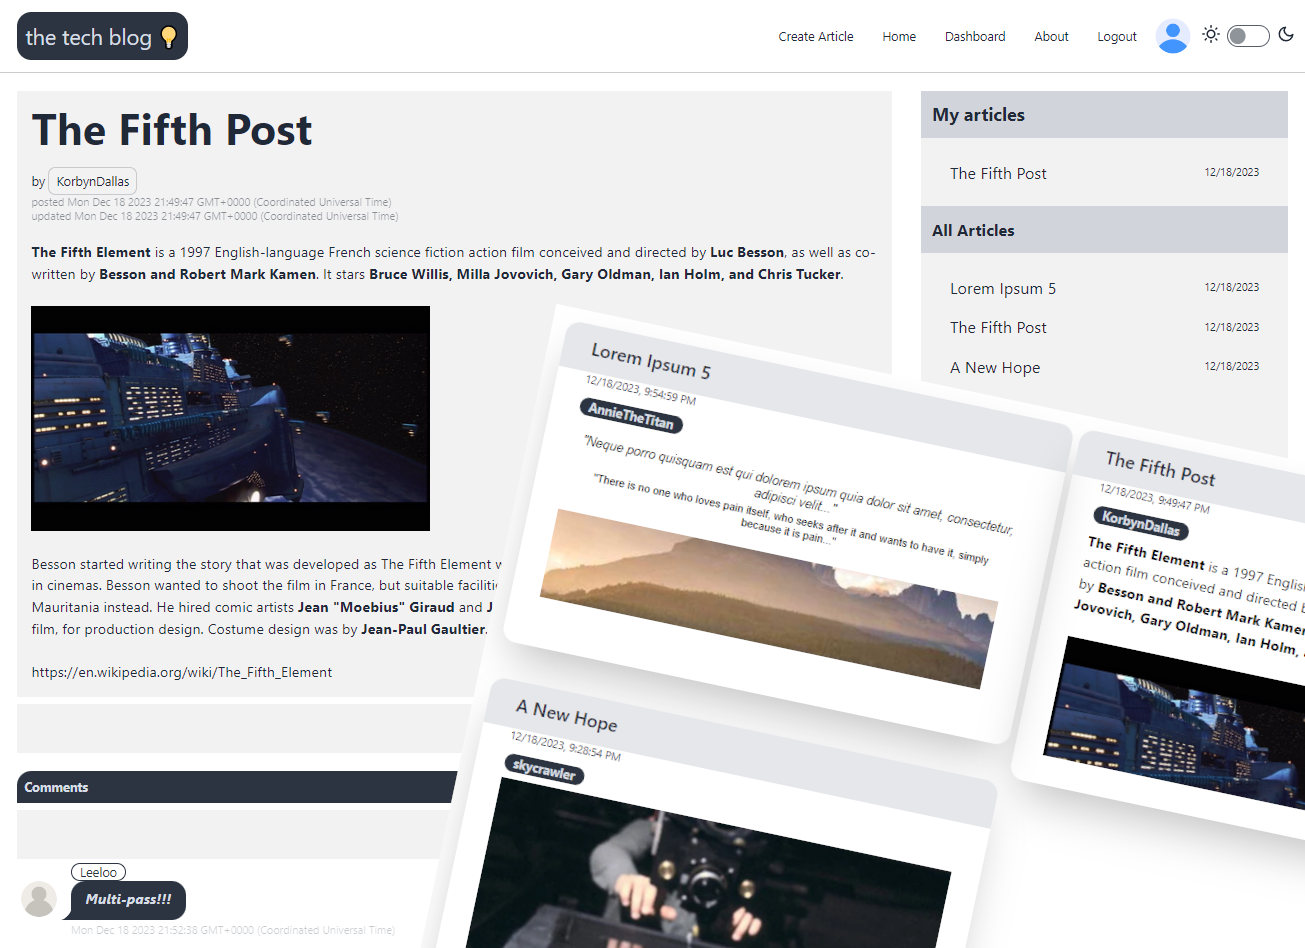 the tech blog
Create Article
Home
Dashboard
About
Logout
The Fifth Post
by KorbynDallas
posted Mon Dec 18 2023 21:49:47 GMT+0000 (Coordinated Universal Time)
updated Mon Dec 18 2023 21:49:47 GMT+0000 (Coordinated Universal Time)
The Fifth Element is a 1997 English-language French science fiction action film conceived and directed by Luc Besson, as well as co-
written by Besson and Robert Mark Kamen. It stars Bruce Willis, Milla Jovovich, Gary Oldman, Ian Holm, and Chris Tucker.
Besson started writing the story that was developed as The Fifth Element
in cinemas. Besson wanted to shoot the film in France, but suitable
Mauritania instead. He hired comic artists Jean "Moebius" Giraud and J
film, for production design. Costume design was by Jean-Paul Gaultier.
https://en.wikipedia.org/wiki/The_Fifth_Element
Comments
Leeloo
Multi-pass!!!
Mon Dec 18 2023 21:52:36 GMT+0000 (Coordinated Universal Time)
My articles
The Fifth Post 12/18/2023
All Articles
Lorem Ipsum 5 12/18/2023
The Fifth Post 12/18/2023
A New Hope 12/18/2023
Lorem Ipsum 5
12/18/2023, 9:54:59 PM
AnnieTheTitan
"Neque porro quisquam est qui dolorem ipsum quia dolor sit amet, consectetur,
adipisci velit..."
"There is no one who loves pain itself, who seeks after it and wants to have it, simply
because it is pain..."
The Fifth Post
12/18/2023, 9:49:47 PM
KorbynDallas
The Fifth Element is a 1997 Englis
action film conceived and directed b
by Besson and Robert Mark Kamen
Jovovich, Gary Oldman, Ian Holm,
A New Hope
12/18/2023, 9:28:54 PM
skycrawler